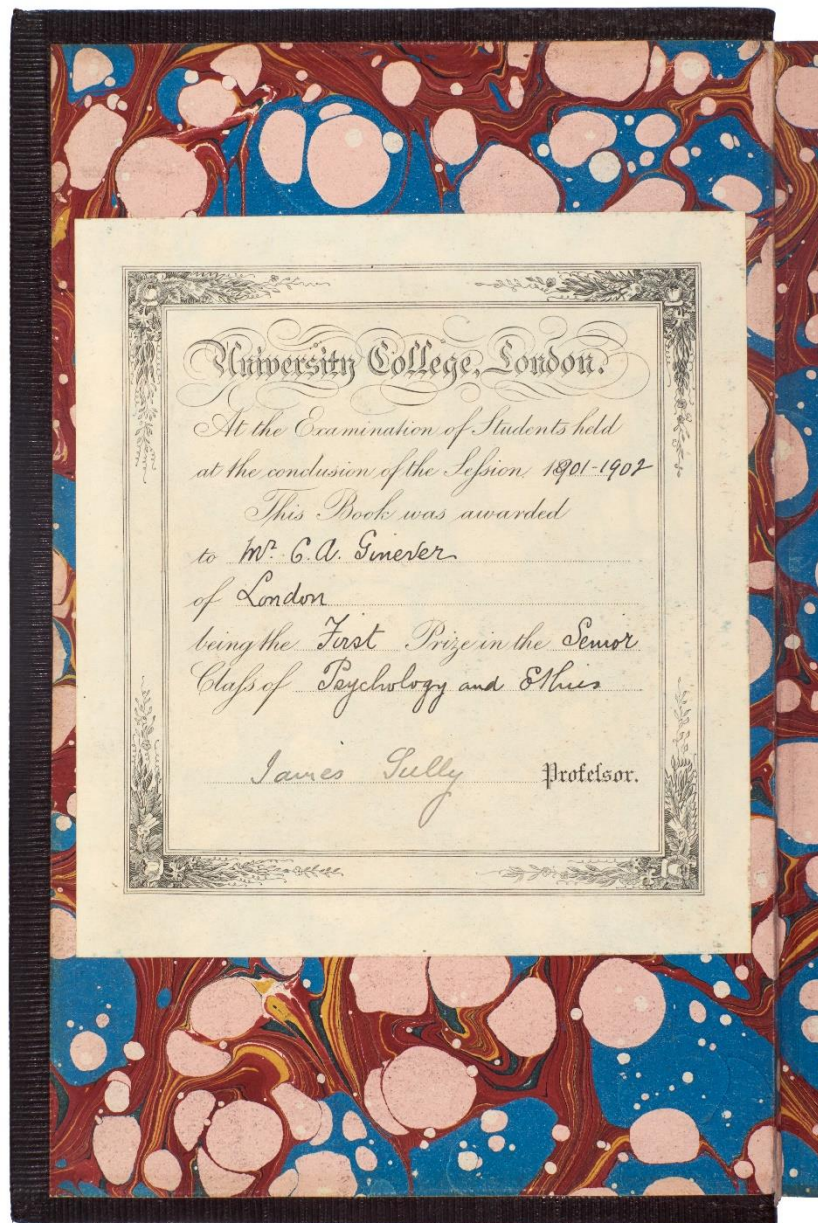 University College, London.
At the Examination of Students held
at the conclusion of the Seſsion 1901-1902
This Book was awarded
to Mr. C. A. Ginever
of London
being the First Prize in the Senior
Claſs of Psychology and Ethics
James Sully Profeſsor.